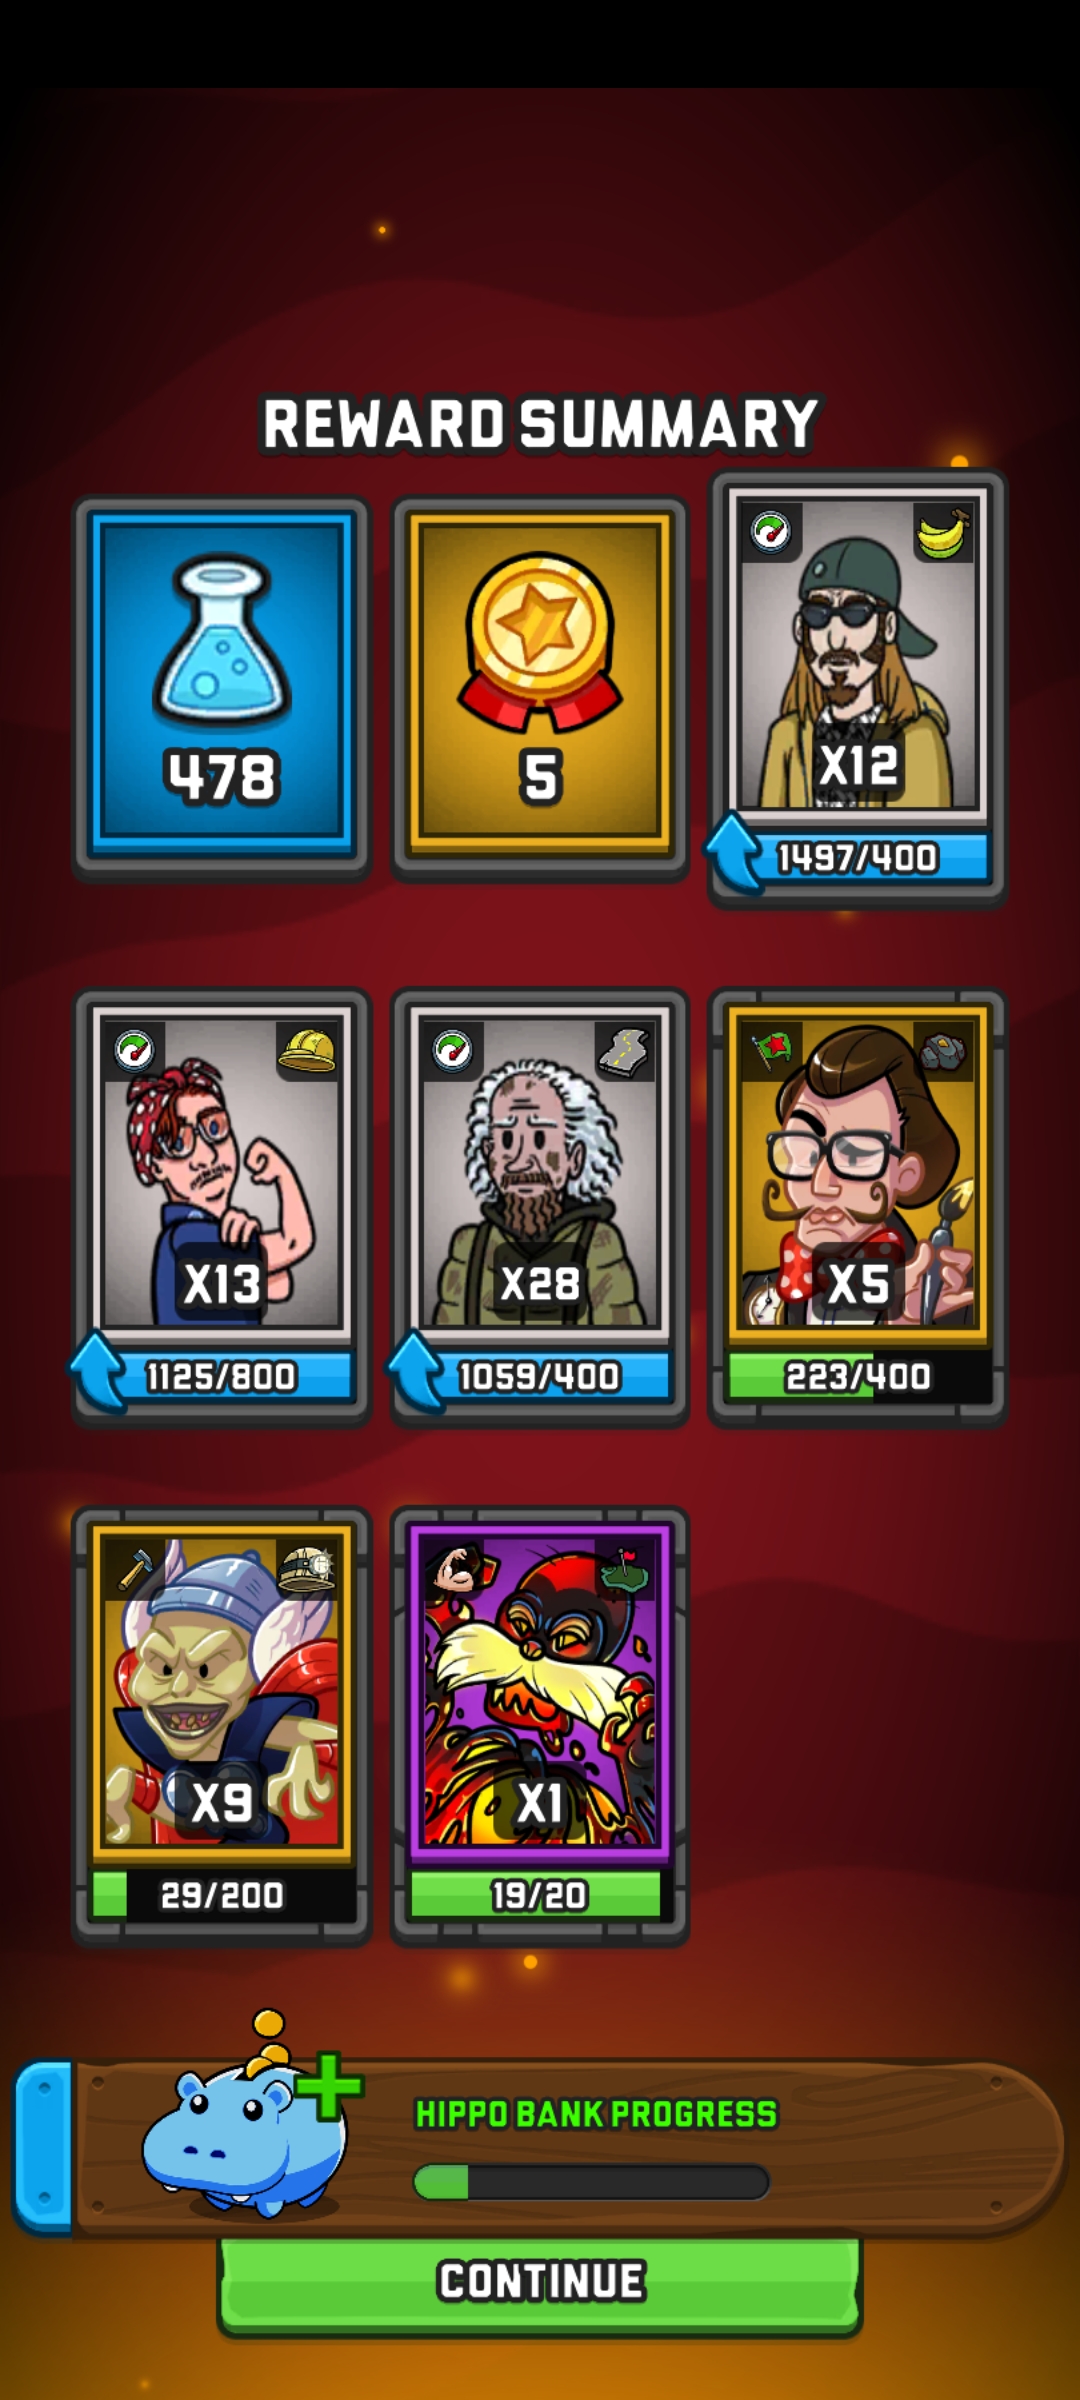 REWARD SUMMARY
478
5
X12
1497/400
X13
1125/800
X28
1059/400
X5
223/400
X9
29/200
X1
19/20
HIPPO BANK PROGRESS
CONTINUE